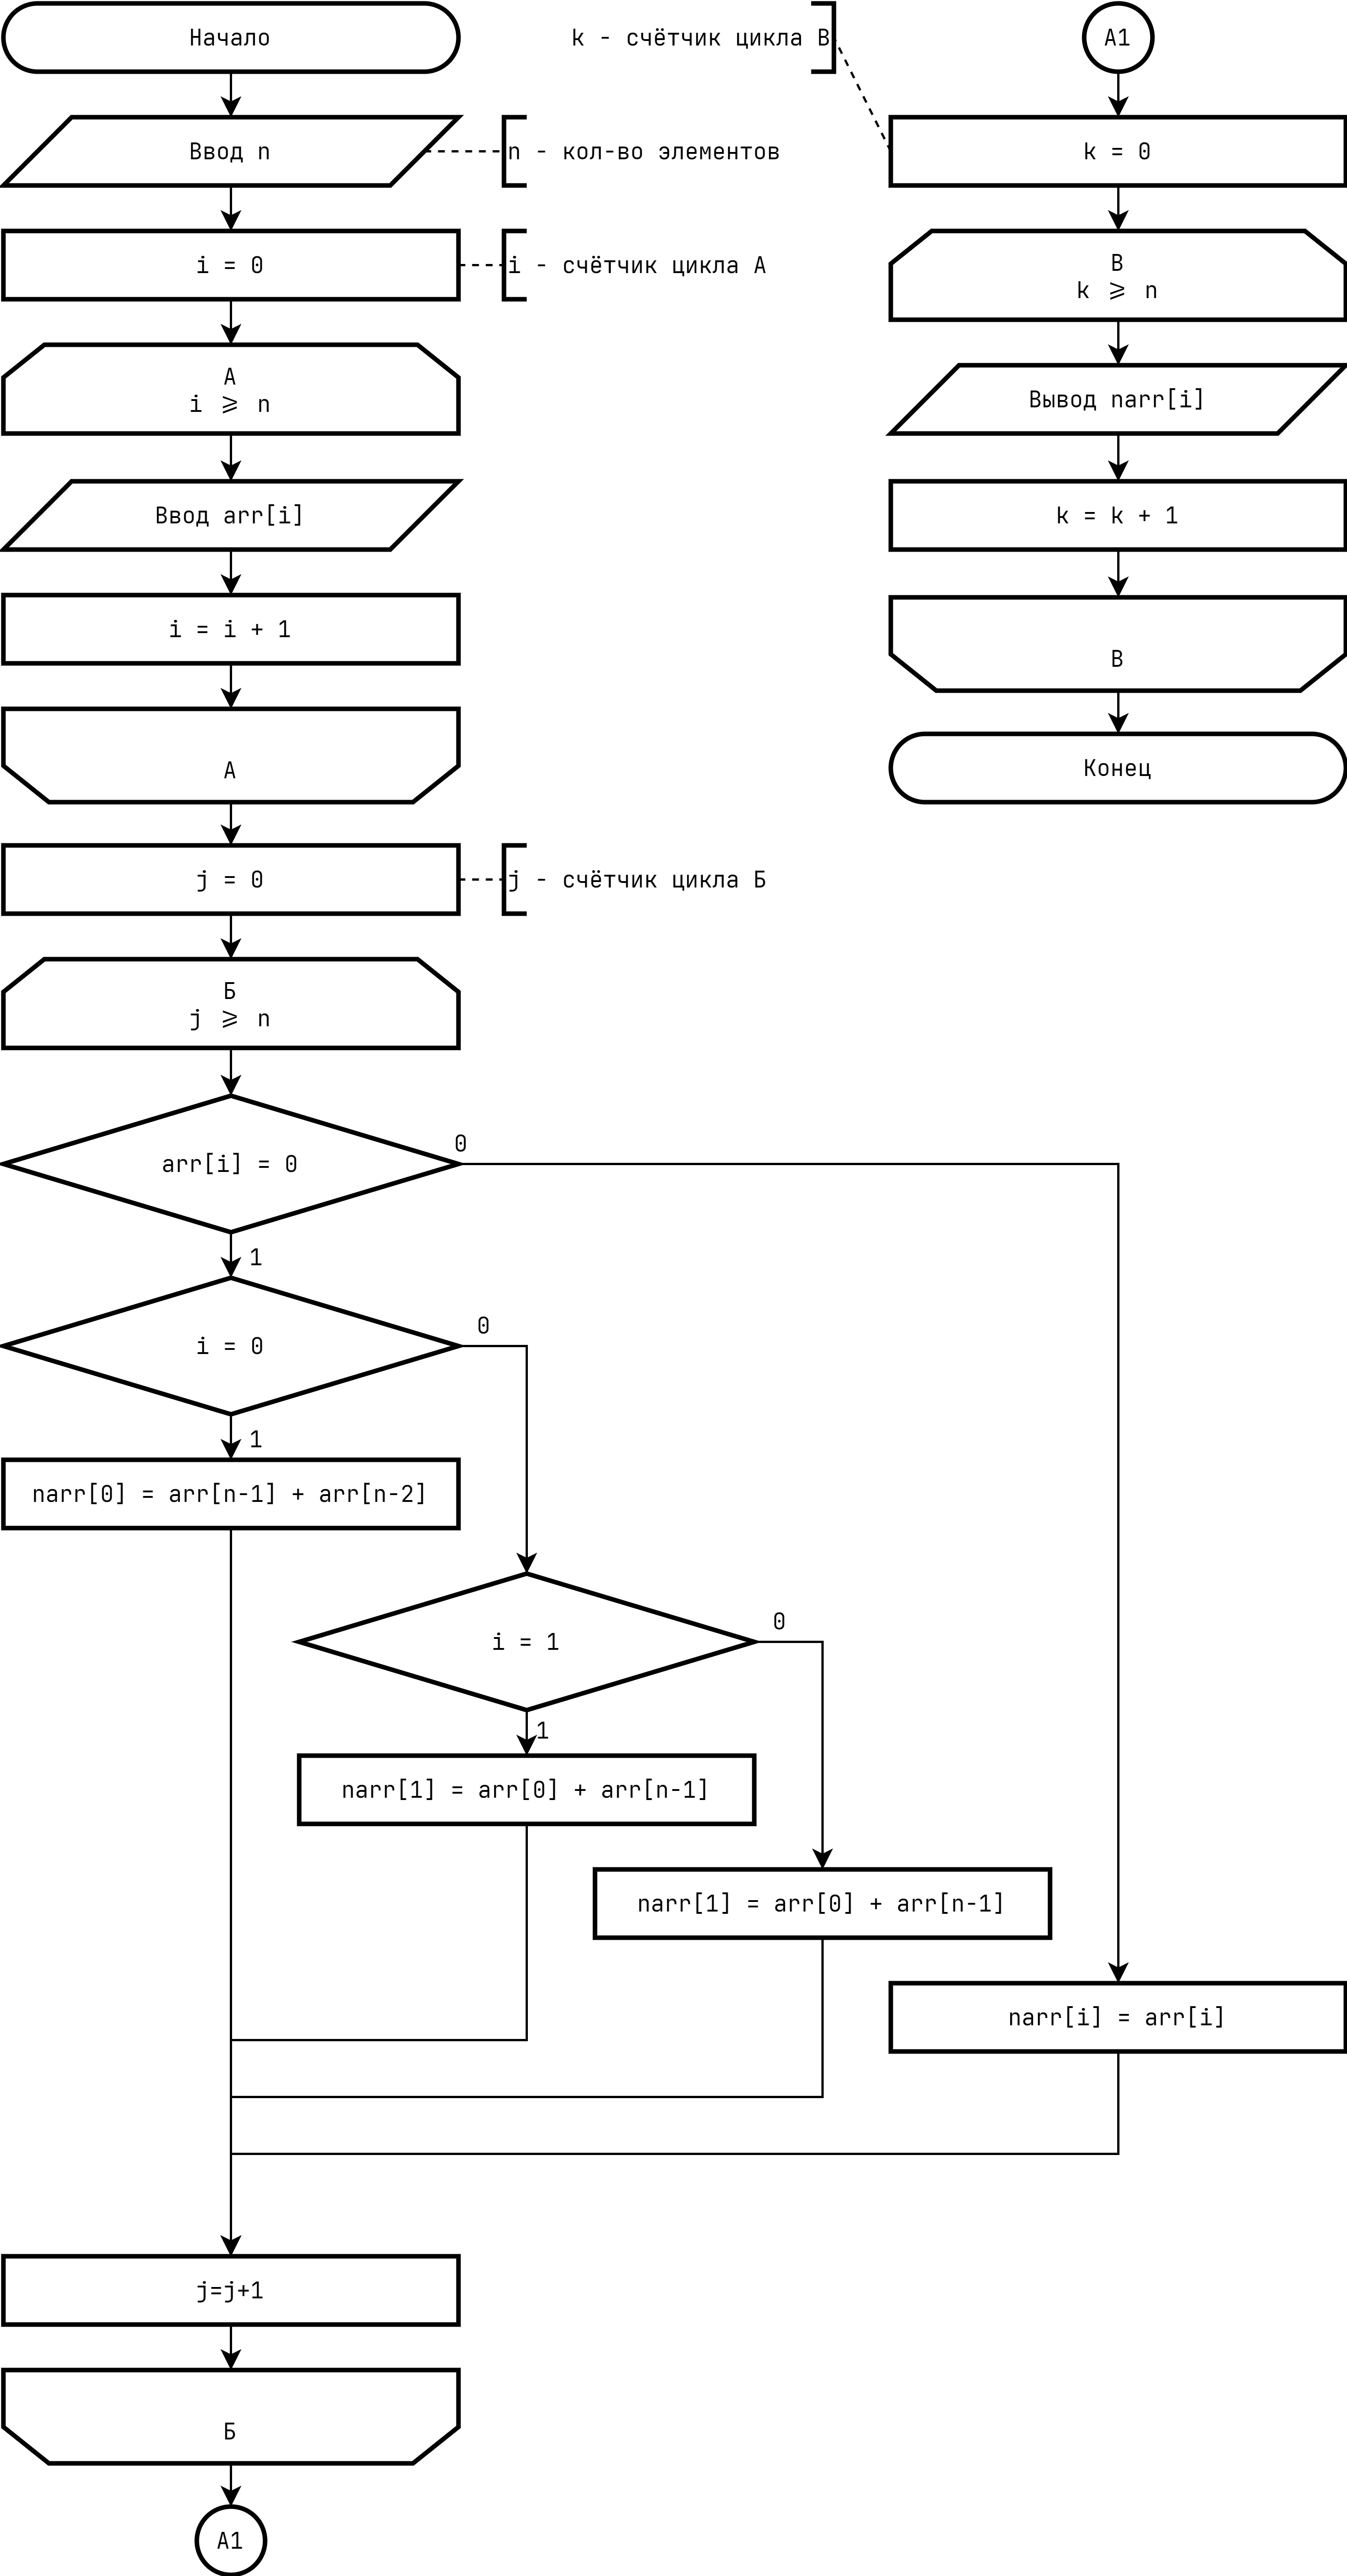 Начало
Ввод n
n - кол-во элементов
i = 0
i - счётчик цикла А
А
i ⩾ n
Ввод arr[i]
i = i + 1
А
j = 0
j - счётчик цикла Б
Б
j ⩾ n
arr[i] = 0
0
1
i = 0
0
1
narr[0] = arr[n-1] + arr[n-2]
i = 1
0
1
narr[1] = arr[0] + arr[n-1]
narr[1] = arr[0] + arr[n-1]
narr[i] = arr[i]
j=j+1
Б
А1
А1
k - счётчик цикла В
k = 0
В
k ⩾ n
Вывод narr[i]
k = k + 1
В
Конец